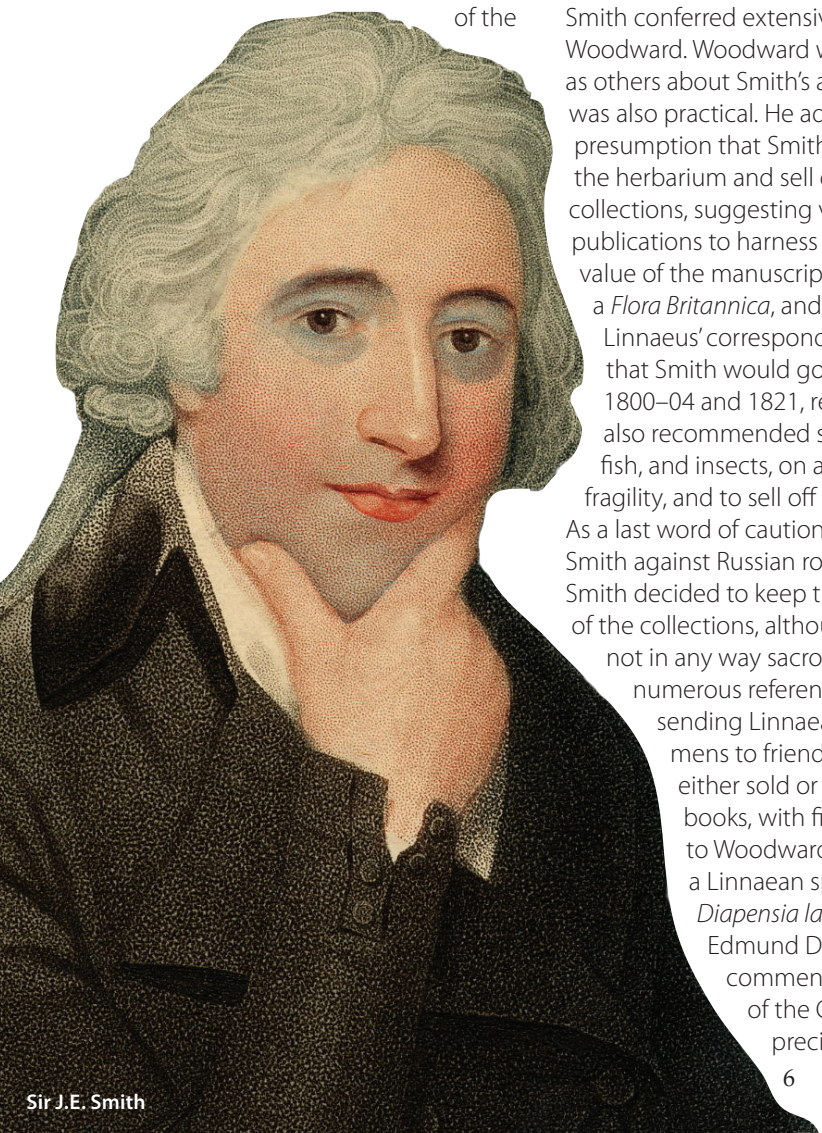 of the
Smith conferred extensiv
Woodward. Woodward w
as others about Smith’s a
was also practical. He ad
presumption that Smith
the herbarium and sell o
collections, suggesting v
publications to harness
value of the manuscrip
a Flora Britannica, and
Linnaeus’ correspond
that Smith would go
1800–04 and 1821, re
also recommended s
fish, and insects, on a
fragility, and to sell off
As a last word of caution
Smith against Russian ro
Smith decided to keep t
of the collections, althou
not in any way sacro
numerous referen
sending Linnaea
mens to friend
either sold or
books, with fi
to Woodward
a Linnaean sp
Diapensia la
Edmund D
commen
of the
preci
6
Sir J.E. Smith